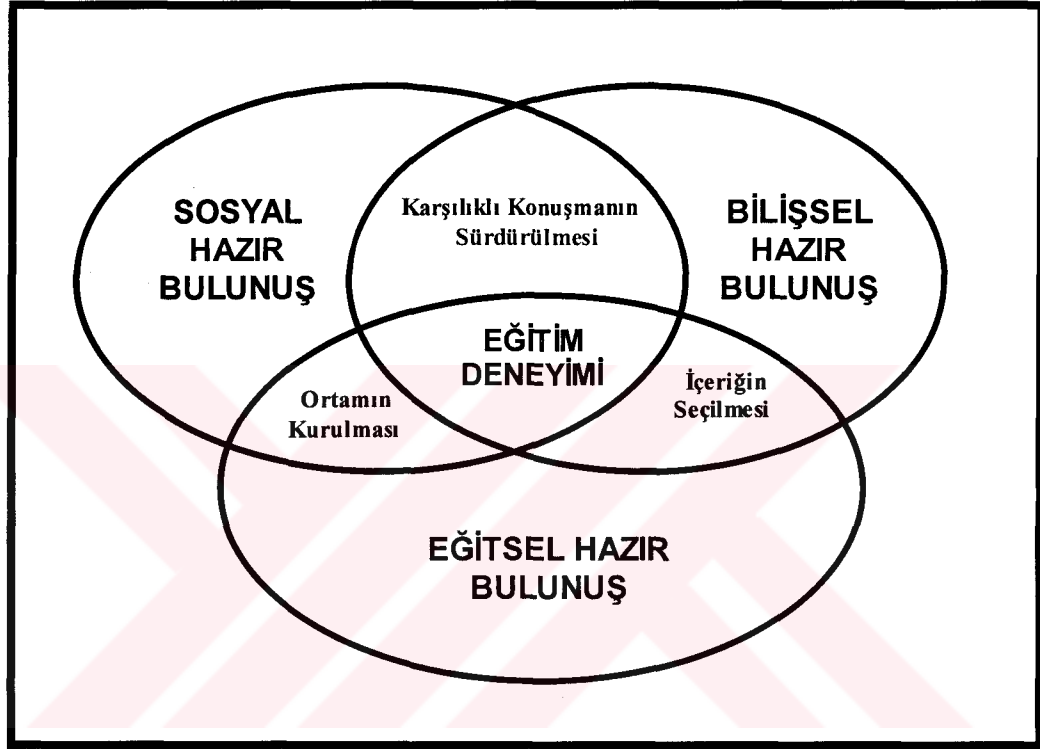 SOSYAL
HAZIR
BULUNUŞ
Karşılıklı Konuşmanın
Sürdürülmesi
BİLİŞSEL
HAZIR
BULUNUŞ
EĞİTİM
DENEYİMİ
Ortamın
Kurulması
İçeriğin
Seçilmesi
EĞİTSEL HAZIR
BULUNUŞ